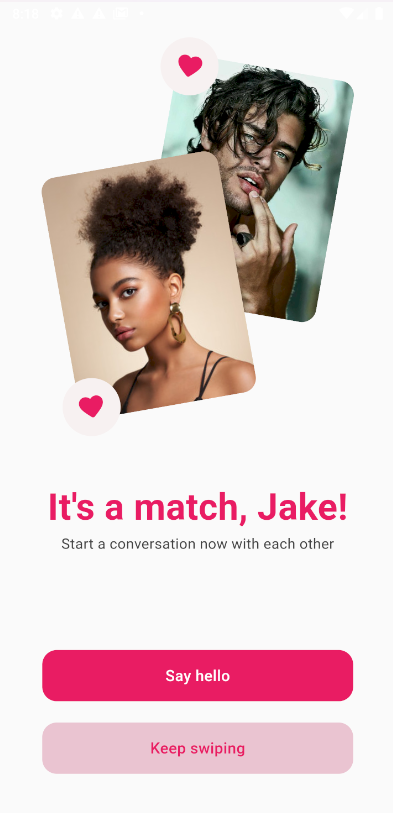 It's a match, Jake!
Start a conversation now with each other
Say hello
Keep swiping